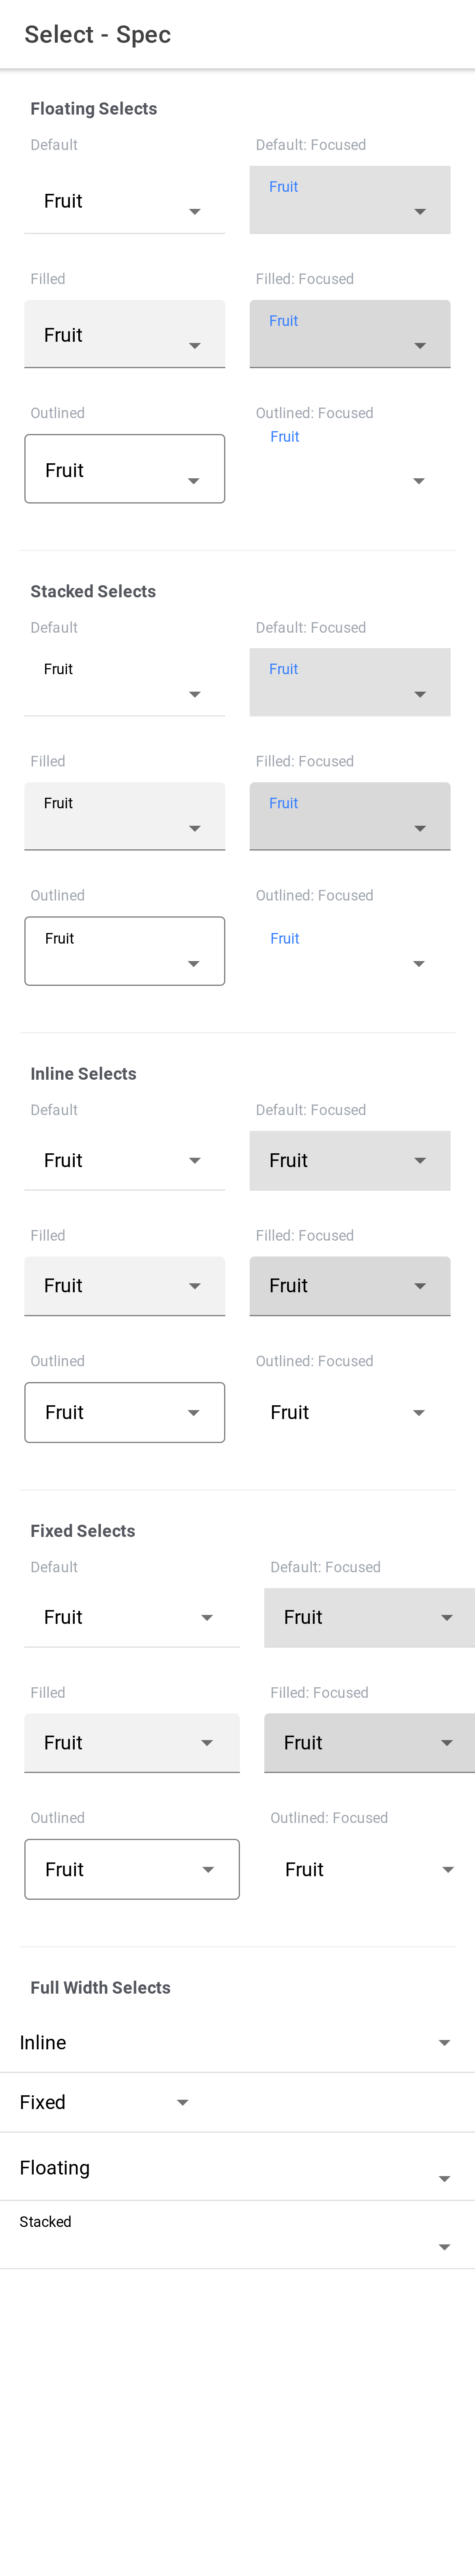 Select - Spec
Floating Selects
Default
Default: Focused
Fruit
Fruit
Filled
Filled: Focused
Fruit
Fruit
Outlined
Outlined: Focused
Fruit
Fruit
Stacked Selects
Default
Default: Focused
Fruit
Fruit
Filled
Filled: Focused
Fruit
Fruit
Outlined
Outlined: Focused
Fruit
Fruit
Inline Selects
Default
Default: Focused
Fruit
Fruit
Filled
Filled: Focused
Fruit
Fruit
Outlined
Outlined: Focused
Fruit
Fruit
Fixed Selects
Default
Default: Focused
Fruit
Fruit
Filled
Filled: Focused
Fruit
Fruit
Outlined
Outlined: Focused
Fruit
Fruit
Full Width Selects
Inline
Fixed
Floating
Stacked